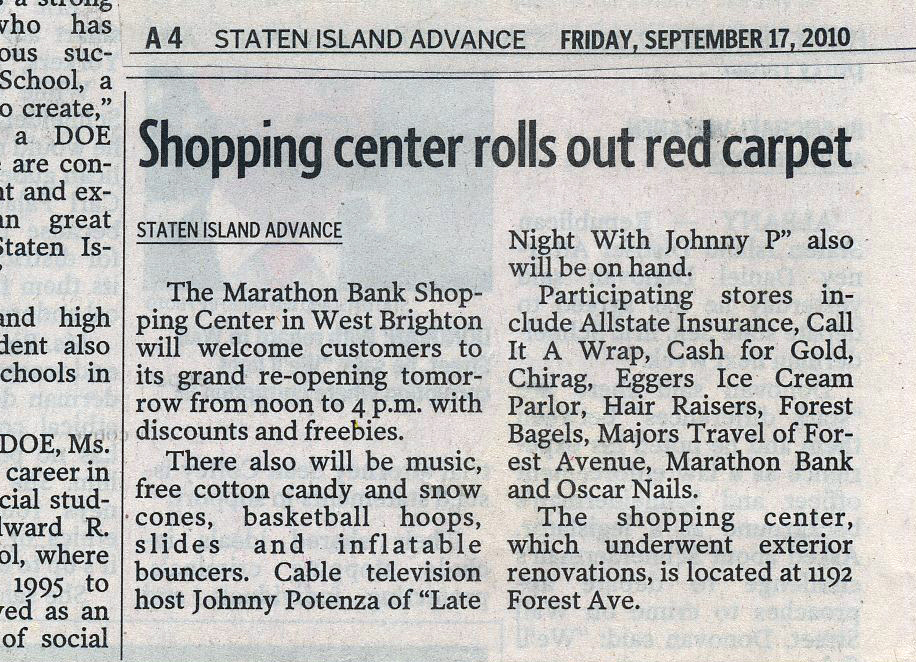 a strong
who has
ous suc-
School, a
o create,”
a DOE
e are con-
nt and ex-
an great
Staten Is-
and high
dent also
chools in
DOE, Ms.
career in
cial stud-
dward R.
ol, where
1995 to
ved as an
of social
A 4 STATEN ISLAND ADVANCE FRIDAY, SEPTEMBER 17, 2010
Shopping center rolls out red carpet
STATEN ISLAND ADVANCE
The Marathon Bank Shop-
ping Center in West Brighton
will welcome customers to
its grand re-opening tomor-
row from noon to 4 p.m. with
discounts and freebies.
There also will be music,
free cotton candy and snow
cones, basketball hoops,
slides and inflatable
bouncers. Cable television
host Johnny Potenza of “Late
Night With Johnny P” also
will be on hand.
Participating stores in-
clude Allstate Insurance, Call
It A Wrap, Cash for Gold,
Chirag, Eggers Ice Cream
Parlor, Hair Raisers, Forest
Bagels, Majors Travel of For-
est Avenue, Marathon Bank
and Oscar Nails.
The shopping center,
which underwent exterior
renovations, is located at 1192
Forest Ave.